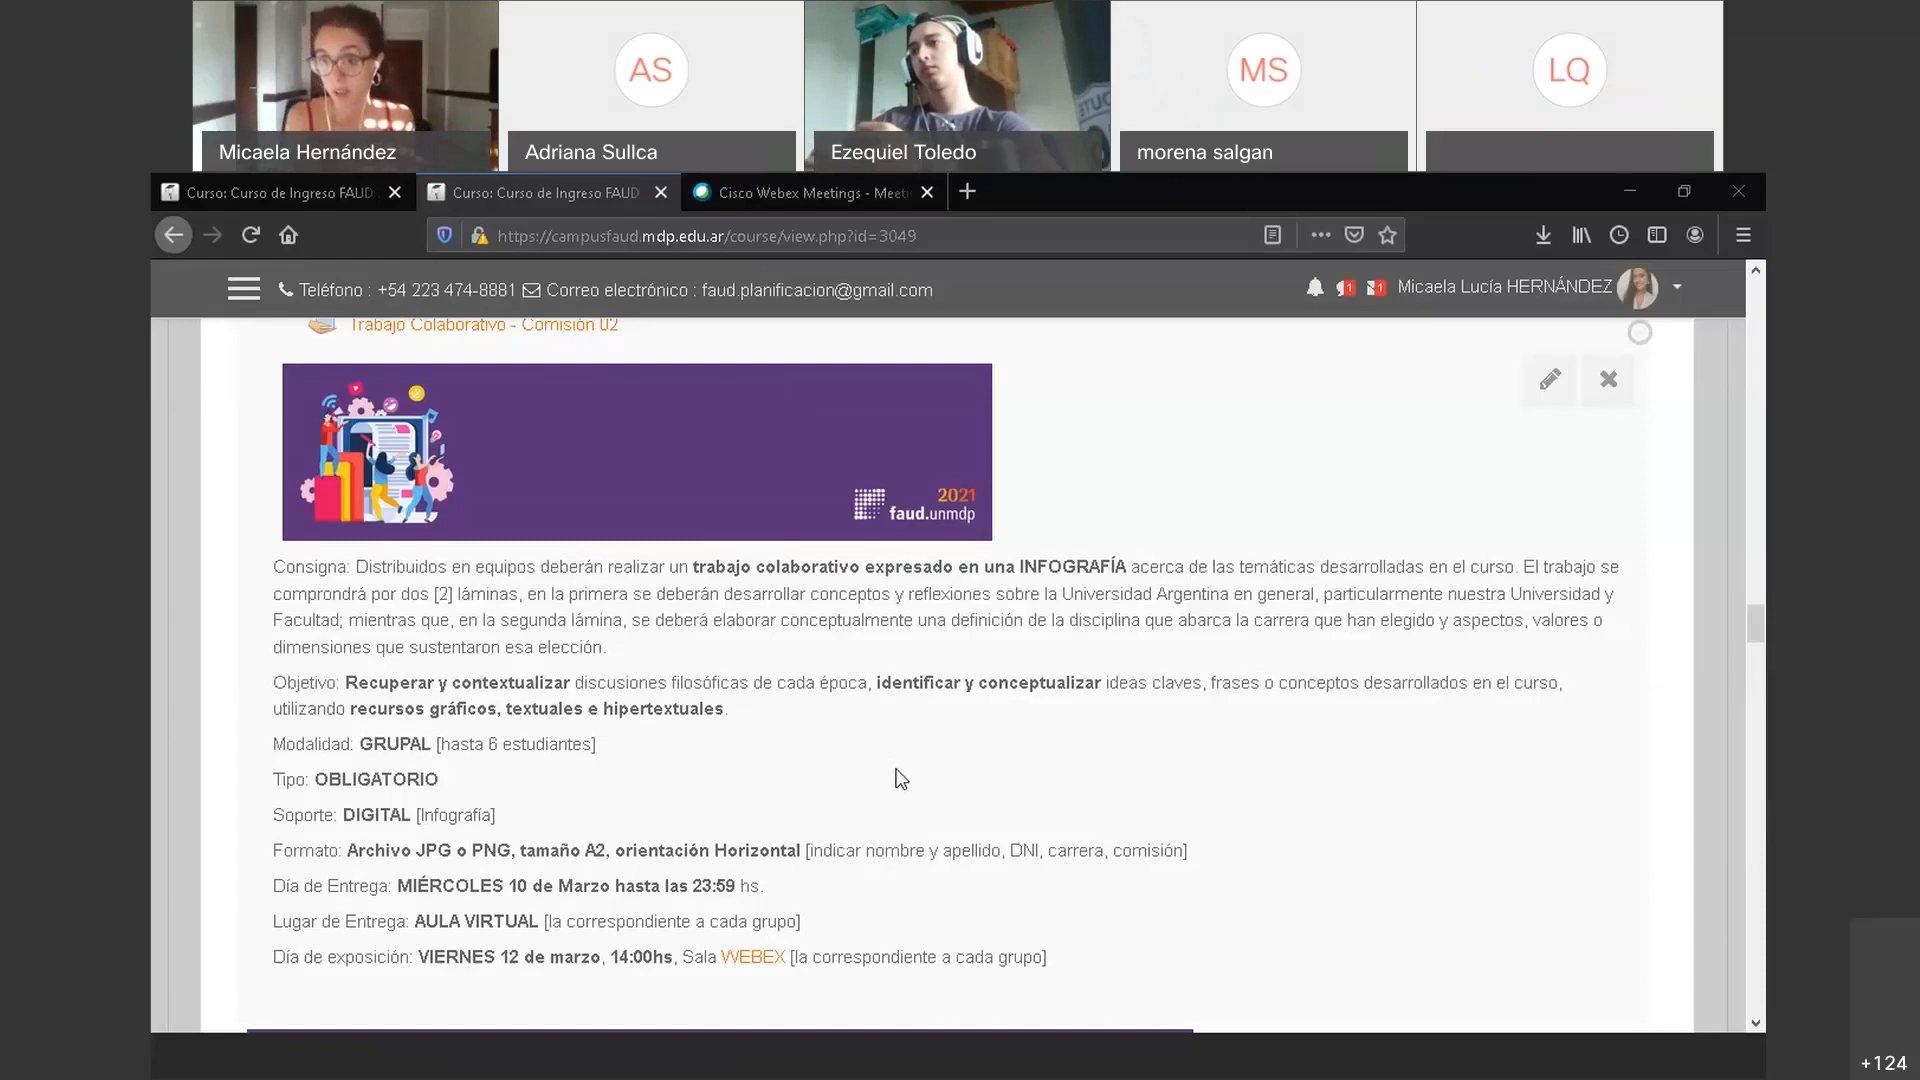 AS
MS
LQ
Micaela Hernández
Adriana Sullca
Ezequiel Toledo
morena salgan
Curso: Curso de Ingreso FAUD
Curso: Curso de Ingreso FAUD
Cisco Webex Meetings - Meet
https://campusfaud.mdp.edu.ar/course/view.php?id=3049
Teléfono : +54 223 474-8881 Correo electrónico : faud.planificacion@gmail.com
1
1
Micaela Lucía HERNÁNDEZ
Trabajo Colaborativo - Comisión 02
2021
faud.unmdp
Consigna: Distribuidos en equipos deberán realizar un trabajo colaborativo expresado en una INFOGRAFÍA acerca de las temáticas desarrolladas en el curso. El trabajo se
comprondrá por dos [2] láminas, en la primera se deberán desarrollar conceptos y reflexiones sobre la Universidad Argentina en general, particularmente nuestra Universidad y
Facultad; mientras que, en la segunda lámina, se deberá elaborar conceptualmente una definición de la disciplina que abarca la carrera que han elegido y aspectos, valores o
dimensiones que sustentaron esa elección.
Objetivo: Recuperar y contextualizar discusiones filosóficas de cada época, identificar y conceptualizar ideas claves, frases o conceptos desarrollados en el curso,
utilizando recursos gráficos, textuales e hipertextuales.
Modalidad: GRUPAL [hasta 6 estudiantes]
Tipo: OBLIGATORIO
Soporte: DIGITAL [Infografía]
Formato: Archivo JPG o PNG, tamaño A2, orientación Horizontal [indicar nombre y apellido, DNI, carrera, comisión]
Día de Entrega: MIÉRCOLES 10 de Marzo hasta las 23:59 hs.
Lugar de Entrega: AULA VIRTUAL [la correspondiente a cada grupo]
Día de exposición: VIERNES 12 de marzo, 14:00hs, Sala WEBEX [la correspondiente a cada grupo]
+124